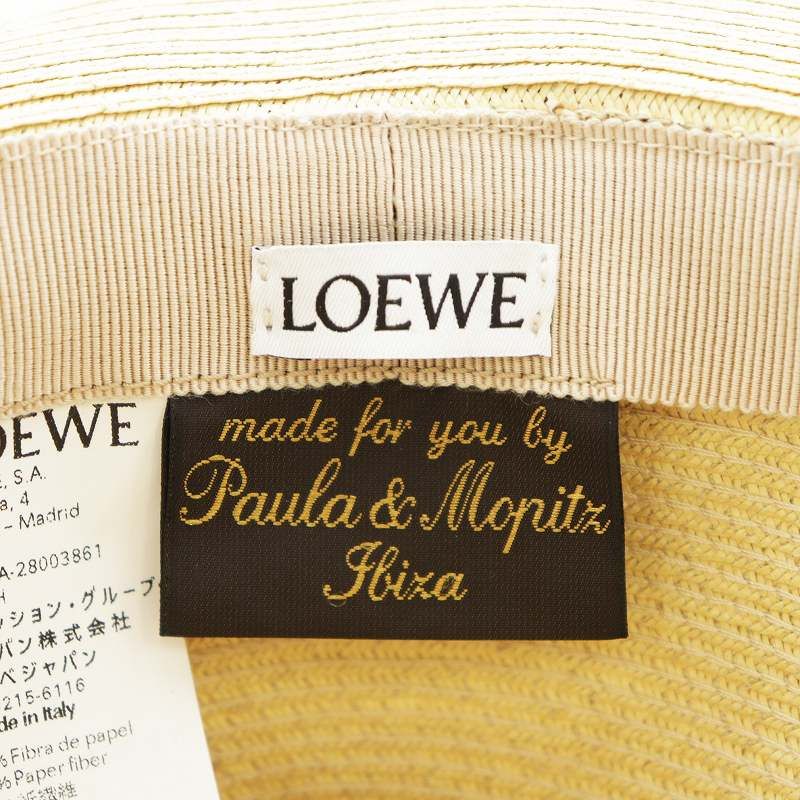 LOEWE
made for you by
Paula & Mopitz
Ibiza
OEWE
S.A.
4
- Madrid
A-28003861
ッション・グループ・
パン株式会社
ベジャパン
215-6116
made in Italy
% Fibra de papel
% Paper fiber